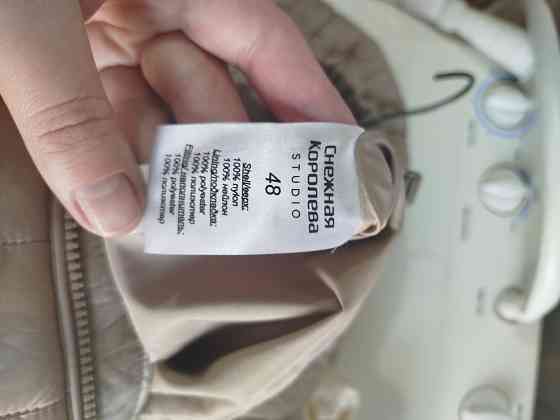 Снежная
Королева
STUDIO
48
Shell/верх:
100% nylon
100% нейлон
Lining/подкладка:
100% polyester
100% полиэстер
Filling/наполнитель:
100% polyester
100% полиэстер